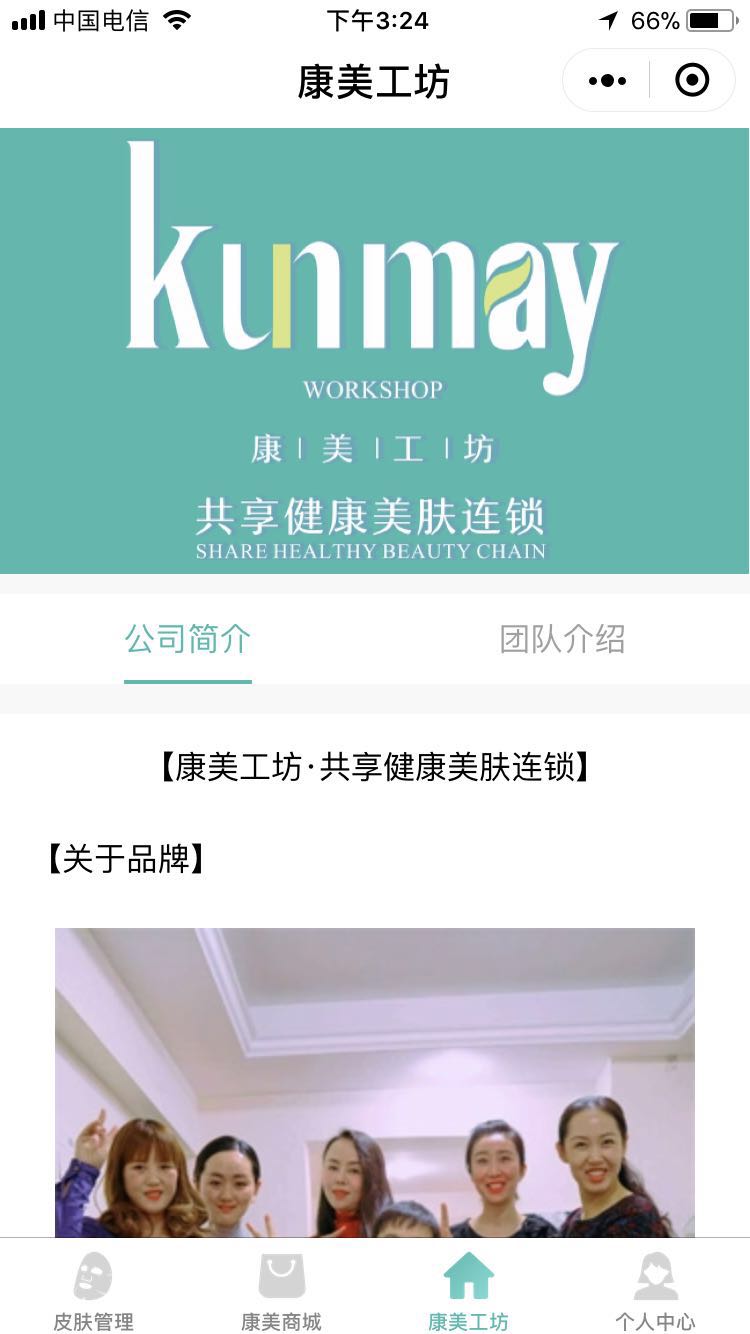 中国电信 下午3:24 66%
康美工坊
kunmay
WORKSHOP
康 | 美 | 工 | 坊
共享健康美肤连锁
SHARE HEALTHY BEAUTY CHAIN
公司简介 团队介绍
【康美工坊·共享健康美肤连锁】
【关于品牌】
皮肤管理 康美商城 康美工坊 个人中心